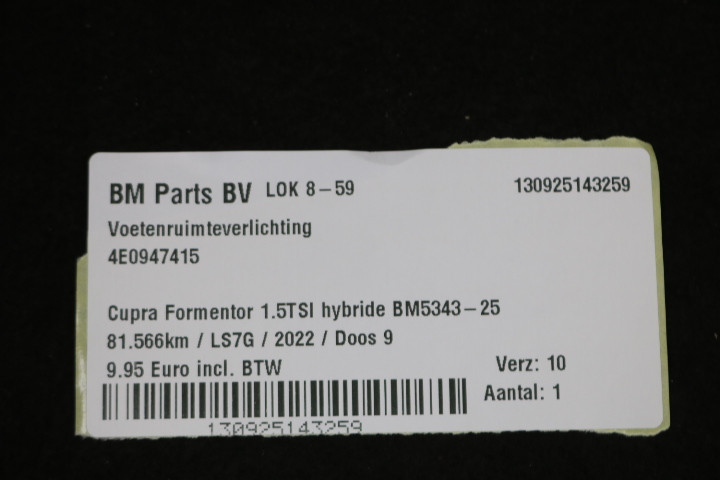 BM Parts BV LOK 8-59 130925143259
Voetenruimteverlichting
4E0947415
Cupra Formentor 1.5TSI hybride BM5343-25
81.566km / LS7G / 2022 / Doos 9
9.95 Euro incl. BTW Verz: 10
Aantal: 1
130925143259